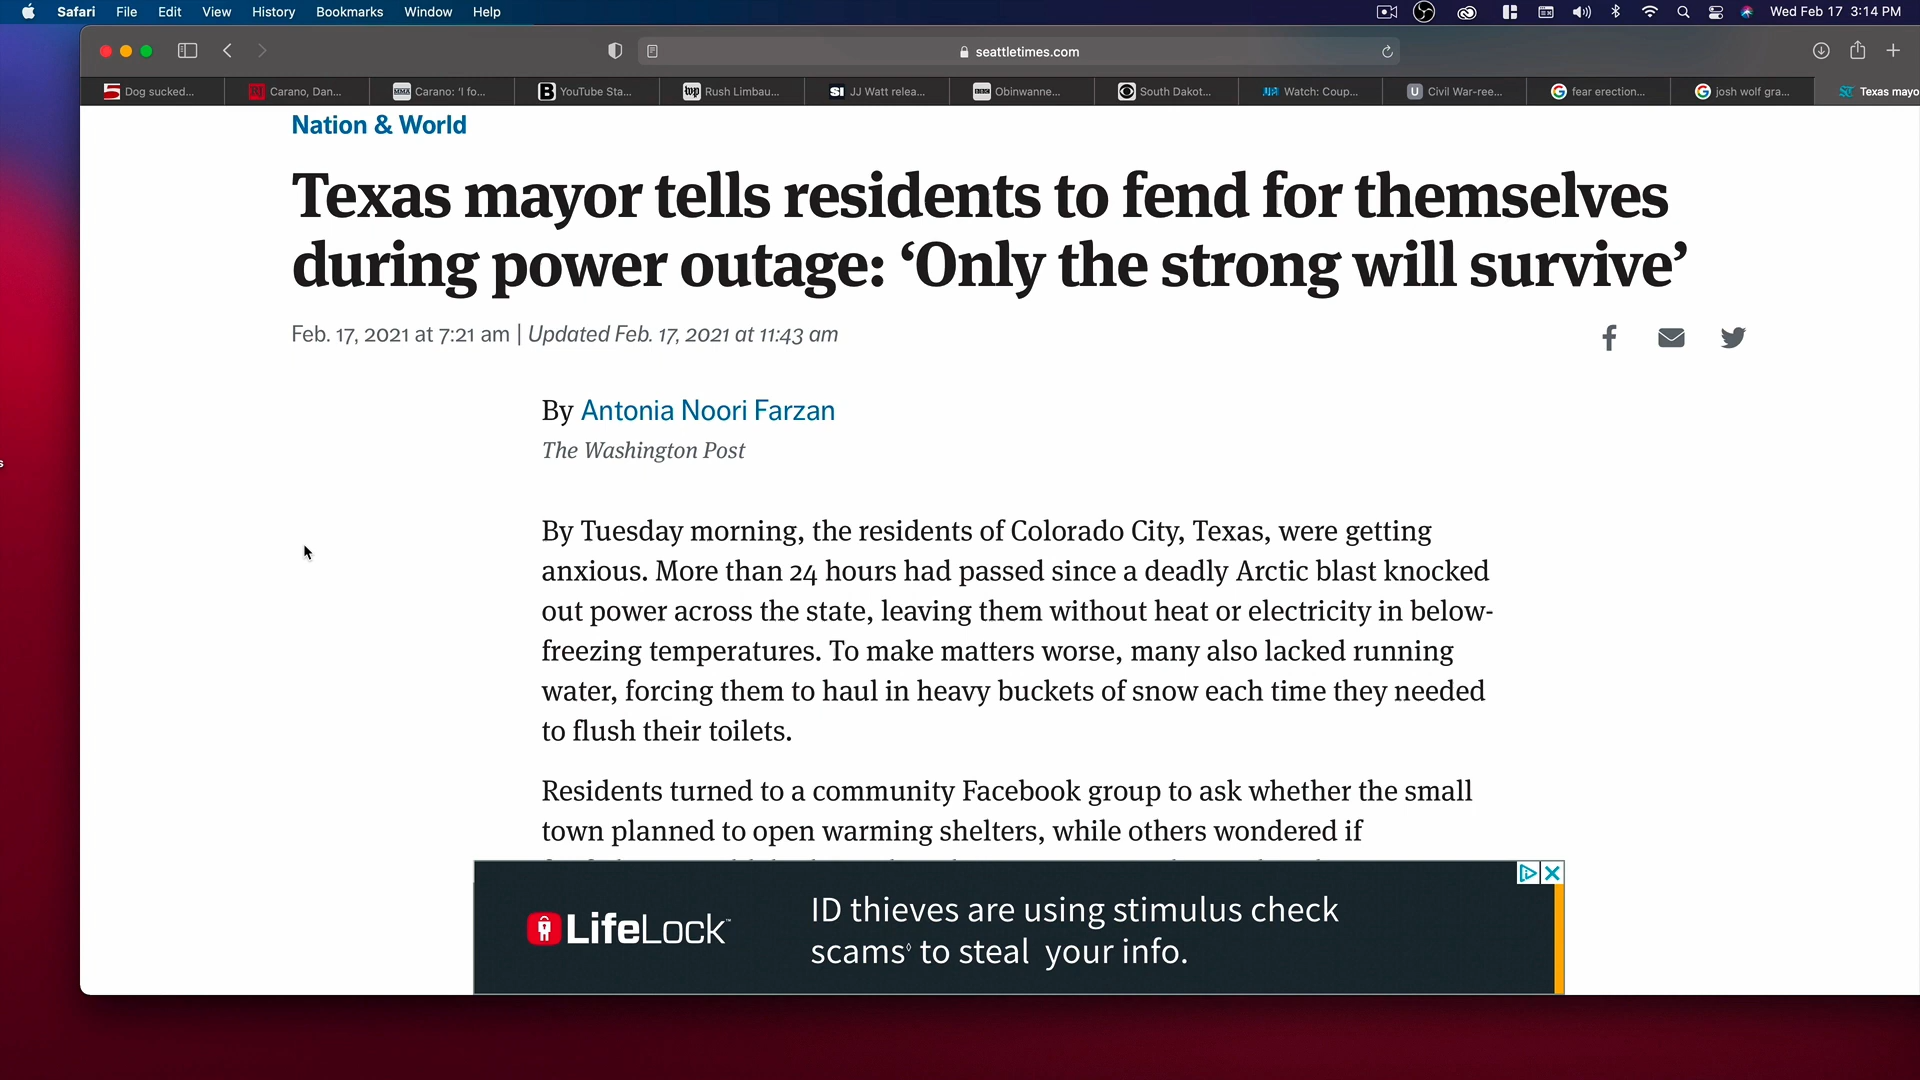 Safari File Edit View History Bookmarks Window Help Wed Feb 17 3:14 PM
seattletimes.com
Dog sucked... Carano, Dan... Carano: 'I fo... YouTube Sta... Rush Limbau... JJ Watt relea... Obinwanne... South Dakot... Watch: Coup... Civil War-ree... fear erection... josh wolf gra... Texas mayo
Nation & World
Texas mayor tells residents to fend for themselves
during power outage: ‘Only the strong will survive’
Feb. 17, 2021 at 7:21 am | Updated Feb. 17, 2021 at 11:43 am
By Antonia Noori Farzan
The Washington Post
s
By Tuesday morning, the residents of Colorado City, Texas, were getting
anxious. More than 24 hours had passed since a deadly Arctic blast knocked
out power across the state, leaving them without heat or electricity in below-
freezing temperatures. To make matters worse, many also lacked running
water, forcing them to haul in heavy buckets of snow each time they needed
to flush their toilets.
Residents turned to a community Facebook group to ask whether the small
town planned to open warming shelters, while others wondered if
LifeLock™
ID thieves are using stimulus check
scams◊ to steal your info.